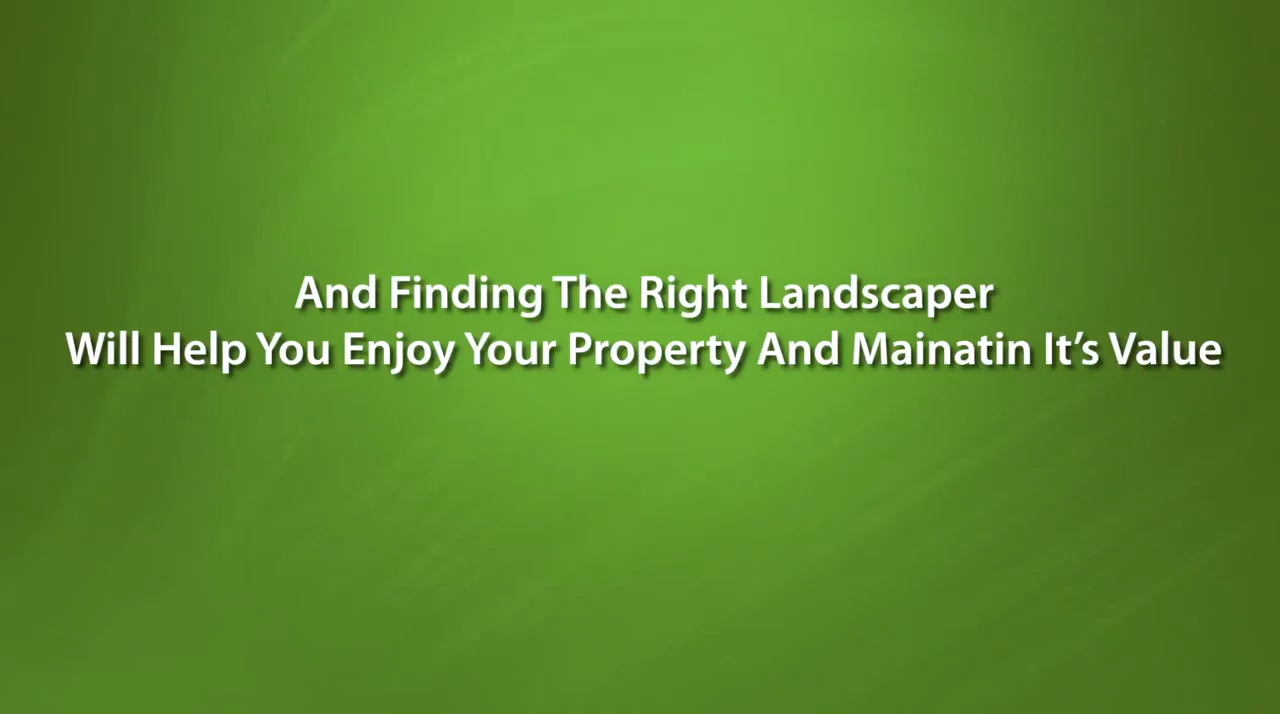 And Finding The Right Landscaper
Will Help You Enjoy Your Property And Mainatin It’s Value